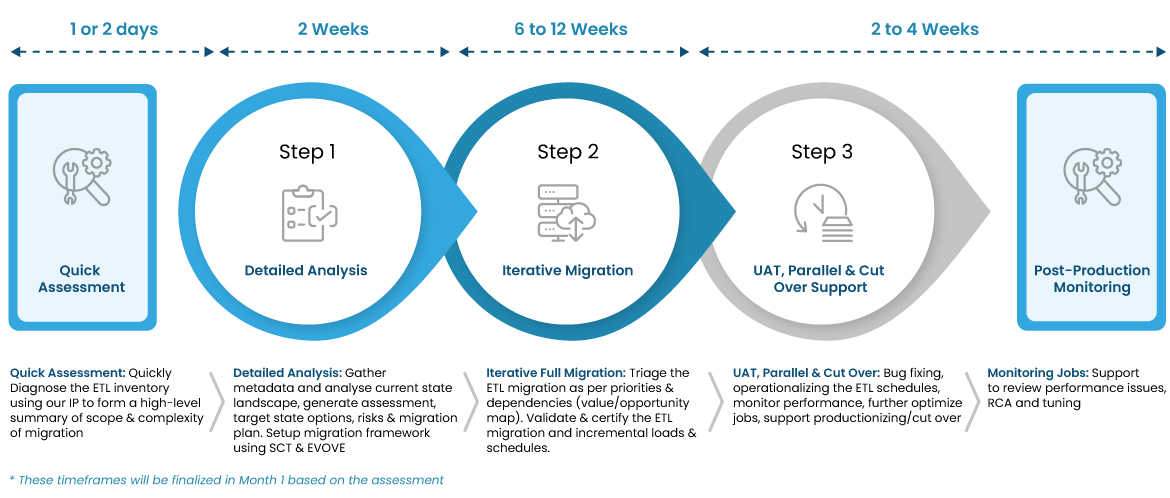 1 or 2 days
2 Weeks
6 to 12 Weeks
2 to 4 Weeks
Quick
Assessment
Step 1
Detailed Analysis
Step 2
Iterative Migration
Step 3
UAT, Parallel & Cut
Over Support
Post-Production
Monitoring
Quick Assessment: Quickly
Diagnose the ETL inventory
using our IP to form a high-level
summary of scope & complexity
of migration
Detailed Analysis: Gather
metadata and analyse current state
landscape, generate assessment,
target state options, risks & migration
plan. Setup migration framework
using SCT & EVOVE
Iterative Full Migration: Triage the
ETL migration as per priorities &
dependencies (value/opportunity
map). Validate & certify the ETL
migration and incremental loads &
schedules.
UAT, Parallel & Cut Over: Bug fixing,
operationalizing the ETL schedules,
monitor performance, further optimize
jobs, support productionizing/cut over
Monitoring Jobs: Support
to review performance issues,
RCA and tuning
* These timeframes will be finalized in Month 1 based on the assessment